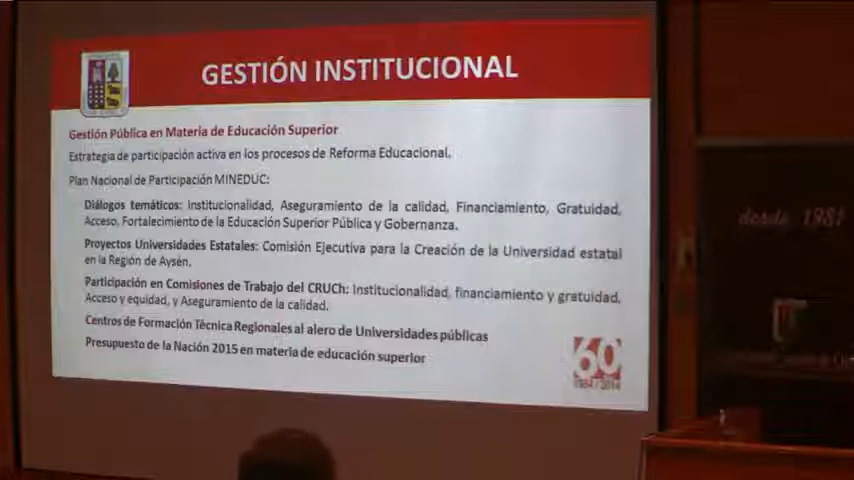 GESTIÓN INSTITUCIONAL
Gestión Pública en Materia de Educación Superior
Estrategia de participación activa en los procesos de Reforma Educacional.
Plan Nacional de Participación MINEDUC:
Diálogos temáticos: Institucionalidad, Aseguramiento de la calidad, Financiamiento, Gratuidad,
Acceso, Fortalecimiento de la Educación Superior Pública y Gobernanza.
Proyectos Universidades Estatales: Comisión Ejecutiva para la Creación de la Universidad estatal
en la Región de Aysén.
Participación en Comisiones de Trabajo del CRUCh: Institucionalidad, financiamiento y gratuidad,
Acceso y equidad, y Aseguramiento de la calidad.
Centros de Formación Técnica Regionales al alero de Universidades públicas
Presupuesto de la Nación 2015 en materia de educación superior
60
1954/2014
desde 1981